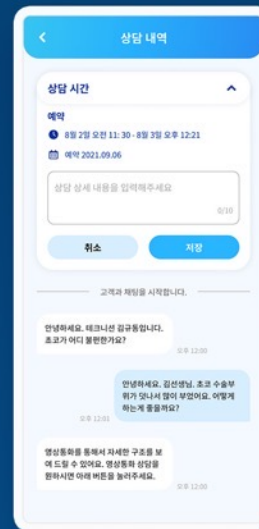 상담 내역
상담 시간
예약
8월 2일 오전 11: 30 - 8월 3일 오후 12:21
예약 2021.09.06
상담 상세 내용을 입력해주세요
0/10
취소
저장
고객과 채팅을 시작합니다.
안녕하세요. 테크니션 김규동입니다.
초코가 어디 불편한가요?
오후 12:00
안녕하세요. 김선생님. 초코 수술부
위가 덧나서 많이 부었어요. 어떻게
하는게 좋을까요?
오후 12:01
영상통화를 통해서 자세한 구조를 보
여 드릴 수 있어요. 영상통화 상담을
원하시면 아래 버튼을 눌러주세요.
오후 12:00